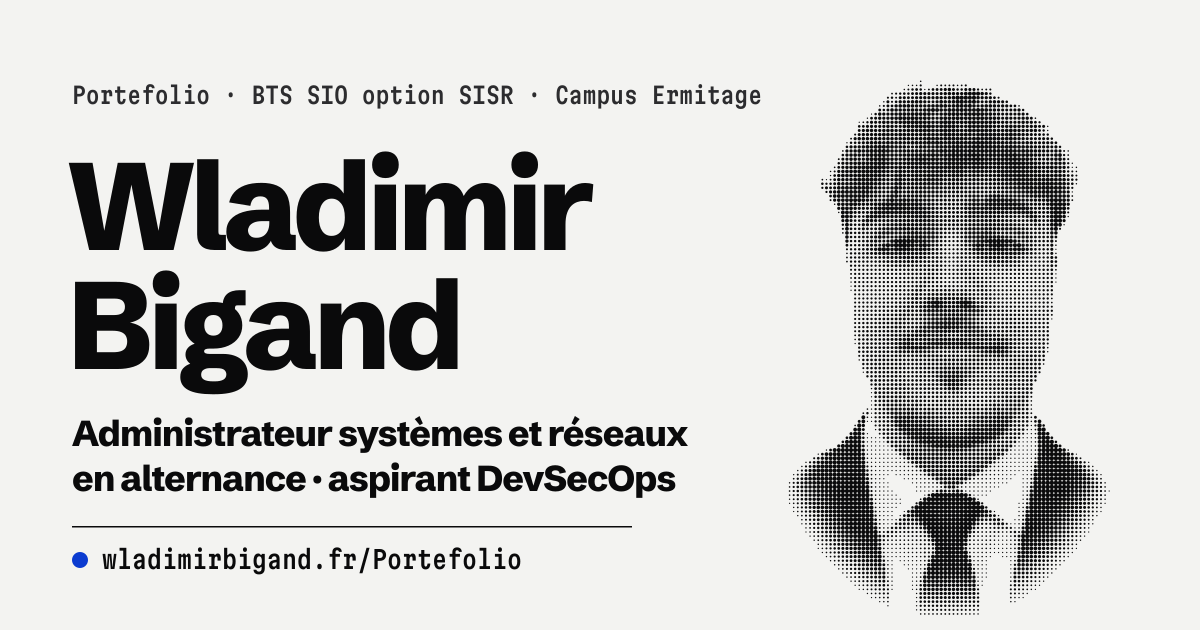 Portefolio · BTS SIO option SISR · Campus Ermitage
Wladimir
Bigand
Administrateur systèmes et réseaux
en alternance · aspirant DevSecOps
wladimirbigand.fr/Portefolio